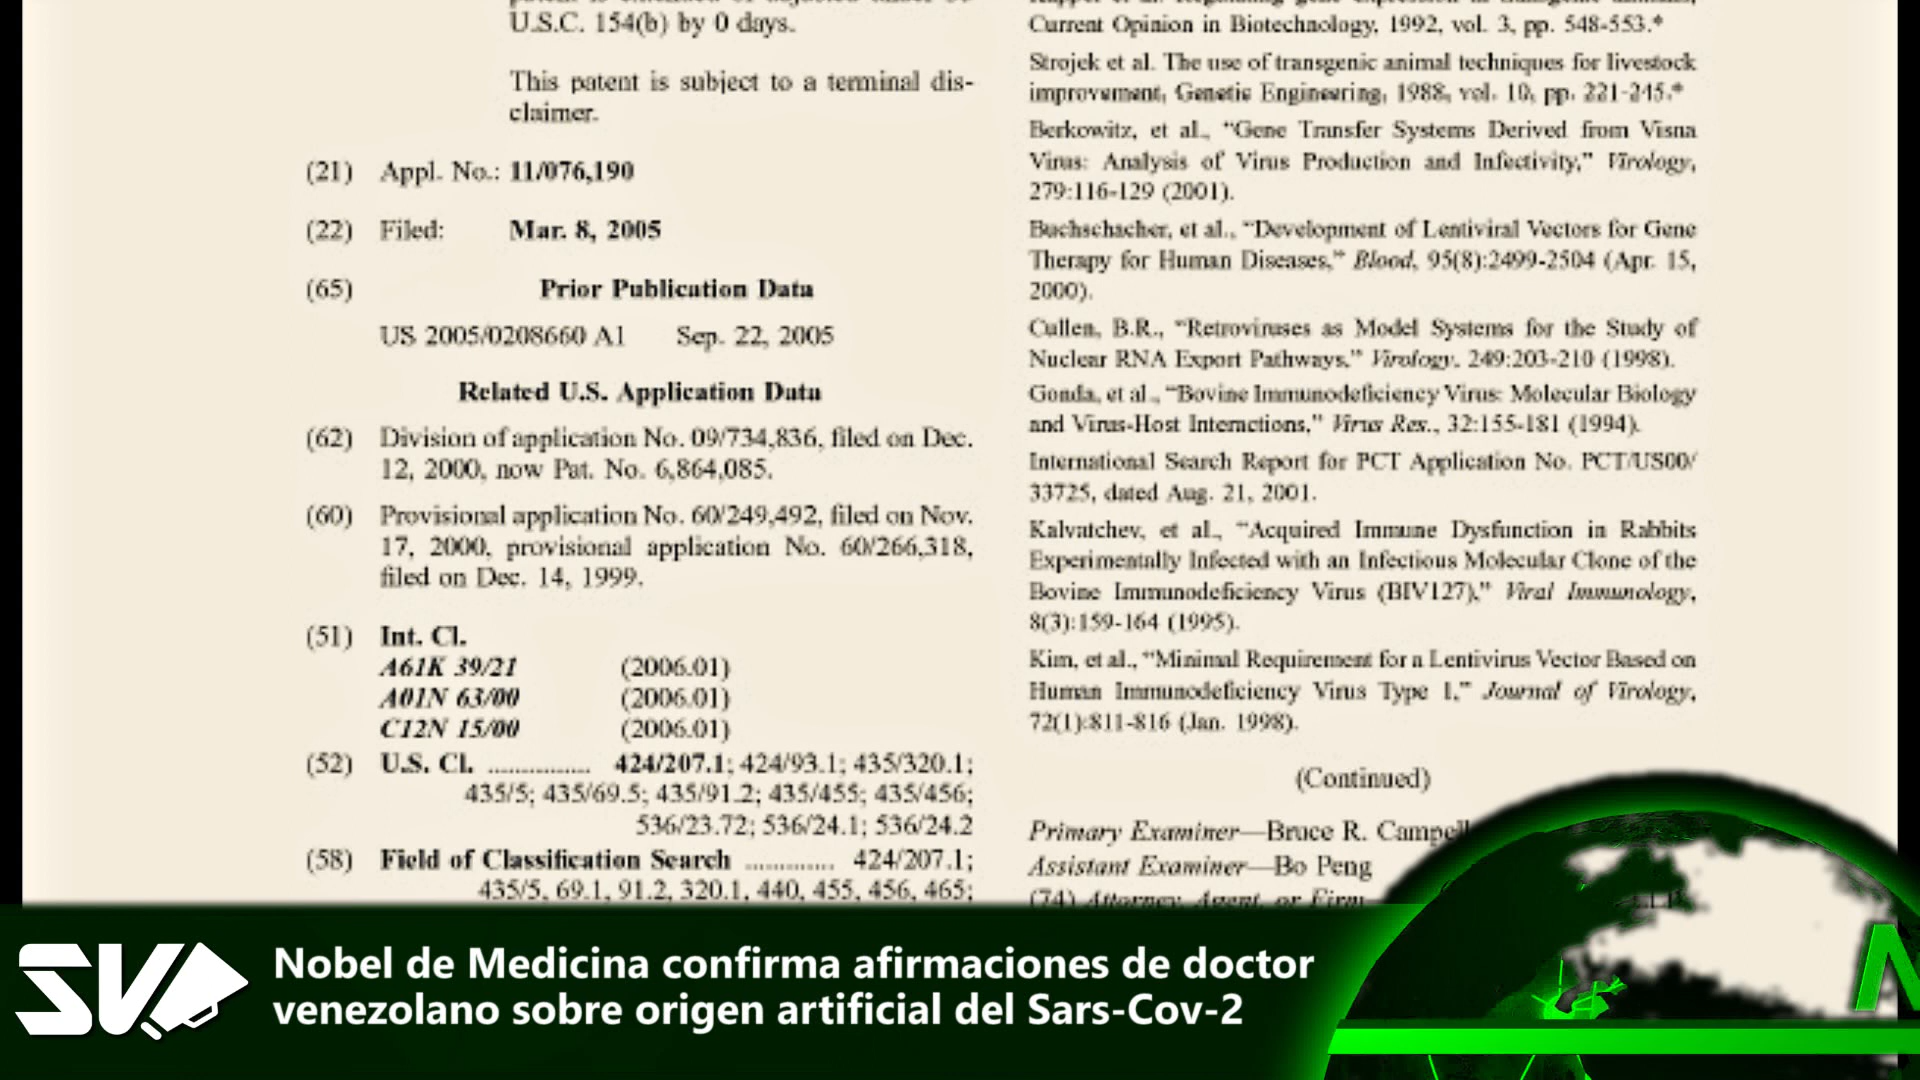 U.S.C. 154(b) by 0 days.
This patent is subject to a terminal dis-
claimer.
(21) Appl. No.: 11/076,190
(22) Filed: Mar. 8, 2005
(65) Prior Publication Data
US 2005/0208660 A1 Sep. 22, 2005
Related U.S. Application Data
(62) Division of application No. 09/734,836, filed on Dec.
12, 2000, now Pat. No. 6,864,085.
(60) Provisional application No. 60/249,492, filed on Nov.
17, 2000, provisional application No. 60/266,318,
filed on Dec. 14, 1999.
(51) Int. Cl.
A61K 39/21 (2006.01)
A01N 63/00 (2006.01)
C12N 15/00 (2006.01)
(52) U.S. Cl. ................ 424/207.1; 424/93.1; 435/320.1;
435/5; 435/69.5; 435/91.2; 435/455; 435/456;
536/23.72; 536/24.1; 536/24.2
(58) Field of Classification Search ............. 424/207.1;
435/5, 69.1, 91.2, 320.1, 440, 455, 456, 465;
Current Opinion in Biotechnology, 1992, vol. 3, pp. 548-553.*
Strojek et al. The use of transgenic animal techniques for livestock
improvement, Genetic Engineering, 1988, vol. 10, pp. 221-245.*
Berkowitz, et al., “Gene Transfer Systems Derived from Visna
Virus: Analysis of Virus Production and Infectivity,” Virology,
279:116-129 (2001).
Buchschacher, et al., “Development of Lentiviral Vectors for Gene
Therapy for Human Diseases,” Blood, 95(8):2499-2504 (Apr. 15,
2000).
Cullen, B.R., “Retroviruses as Model Systems for the Study of
Nuclear RNA Export Pathways,” Virology, 249:203-210 (1998).
Gonda, et al., “Bovine Immunodeficiency Virus: Molecular Biology
and Virus-Host Interactions,” Virus Res., 32:155-181 (1994).
International Search Report for PCT Application No. PCT/US00/
33725, dated Aug. 21, 2001.
Kalvatchev, et al., “Acquired Immune Dysfunction in Rabbits
Experimentally Infected with an Infectious Molecular Clone of the
Bovine Immunodeficiency Virus (BIV127),” Viral Immunology,
8(3):159-164 (1995).
Kim, et al., “Minimal Requirement for a Lentivirus Vector Based on
Human Immunodeficiency Virus Type 1,” Journal of Virology,
72(1):811-816 (Jan. 1998).
(Continued)
Primary Examiner—Bruce R. Campell
Assistant Examiner—Bo Peng
(74) Attorney, Agent, or Firm
SV
Nobel de Medicina confirma afirmaciones de doctor
venezolano sobre origen artificial del Sars-Cov-2